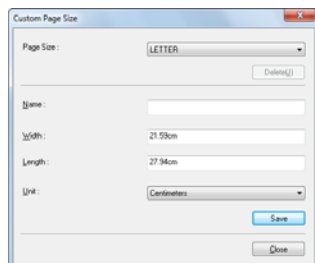 Custom Page Size
Page Size :
LETTER
Delete(J)
Name :
Width :
21.59cm
Length :
27.94cm
Unit :
Centimeters
Save
Close